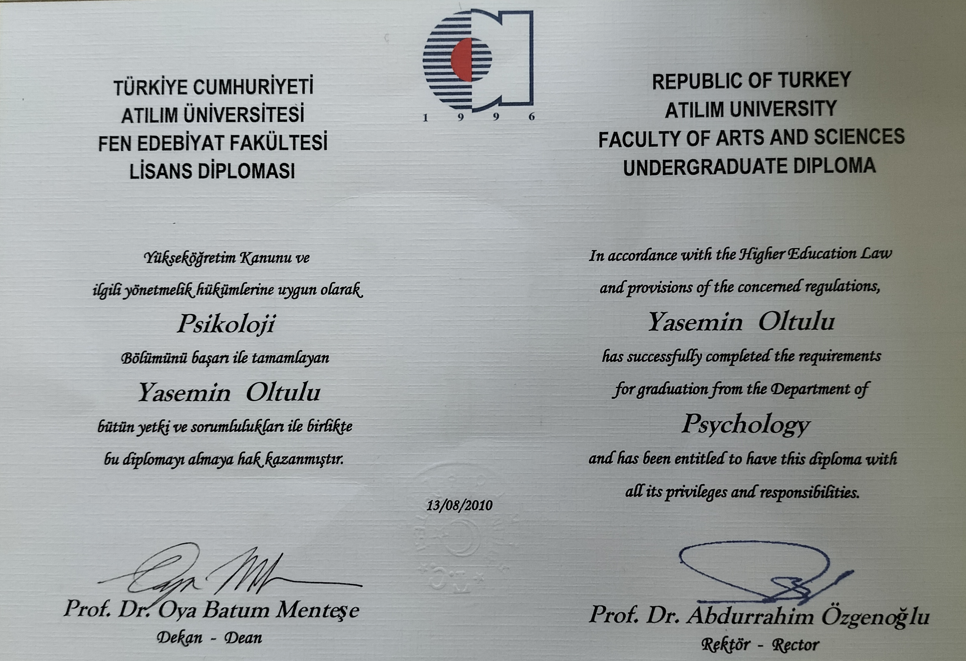 1 9 9 6
TÜRKİYE CUMHURİYETİ
ATILIM ÜNİVERSİTESİ
FEN EDEBİYAT FAKÜLTESİ
LİSANS DİPLOMASI
Yükseköğretim Kanunu ve
ilgili yönetmelik hükümlerine uygun olarak
Psikoloji
Bölümünü başarı ile tamamlayan
Yasemin Oltulu
bütün yetki ve sorumlulukları ile birlikte
bu diplomayı almaya hak kazanmıştır.
REPUBLIC OF TURKEY
ATILIM UNIVERSITY
FACULTY OF ARTS AND SCIENCES
UNDERGRADUATE DIPLOMA
In accordance with the Higher Education Law
and provisions of the concerned regulations,
Yasemin Oltulu
has successfully completed the requirements
for graduation from the Department of
Psychology
and has been entitled to have this diploma with
all its privileges and responsibilities.
13/08/2010
Prof. Dr. Oya Batum Menteşe
Dekan - Dean
Prof. Dr. Abdurrahim Özgenoğlu
Rektör - Rector